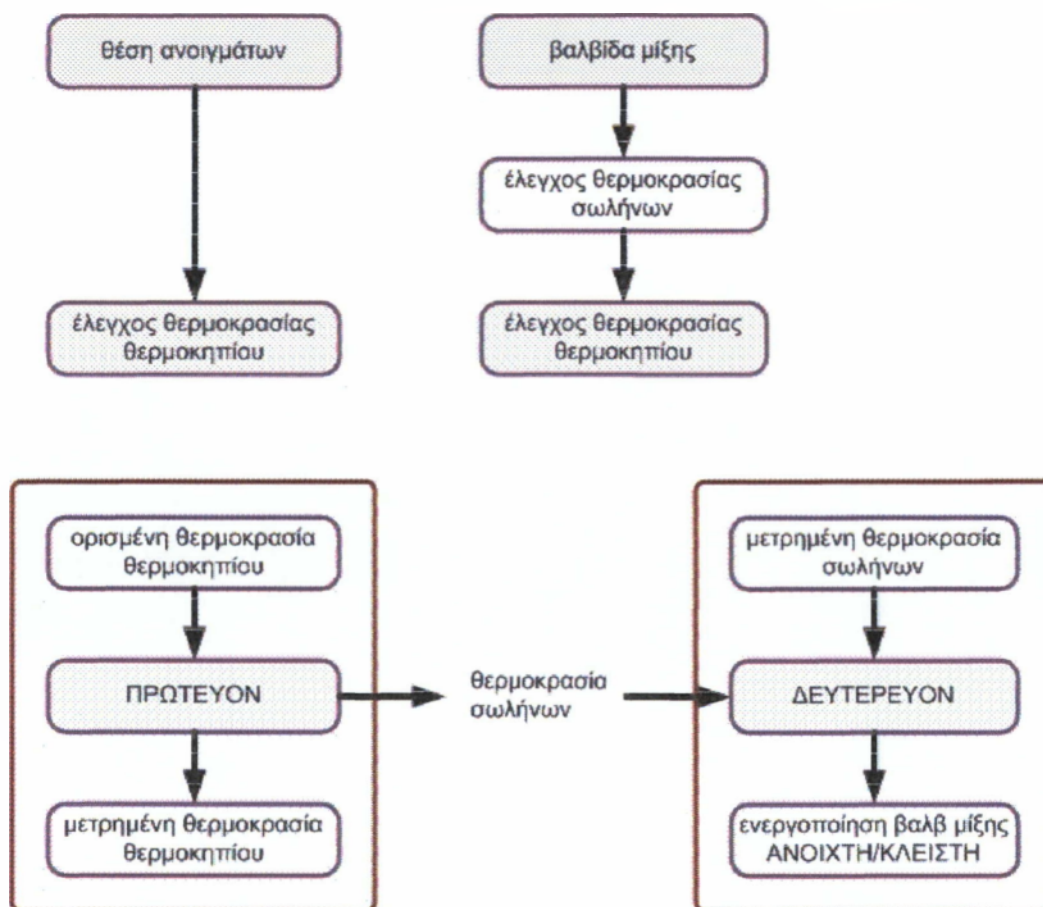 θέση ανοιγμάτων
βαλβίδα μίξης
έλεγχος θερμοκρασίας
σωλήνων
έλεγχος θερμοκρασίας
θερμοκηπίου
έλεγχος θερμοκρασίας
θερμοκηπίου
ορισμένη θερμοκρασία
θερμοκηπίου
ΠΡΩΤΕΥΟΝ
μετρημένη θερμοκρασία
θερμοκηπίου
θερμοκρασία
σωλήνων
μετρημένη θερμοκρασία
σωλήνων
ΔΕΥΤΕΡΕΥΟΝ
ενεργοποίηση βαλβ μίξης
ΑΝΟΙΧΤΗ/ΚΛΕΙΣΤΗ